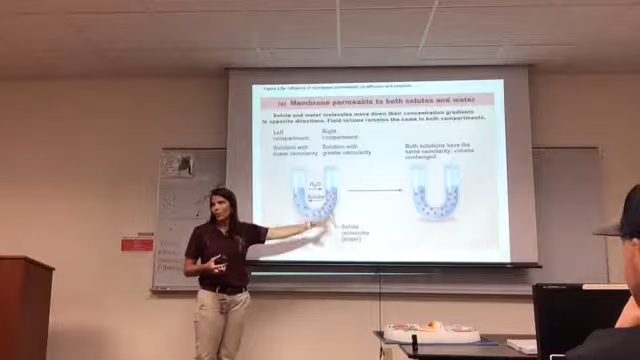 (a) Membrane permeable to both solutes and water
Solute and water molecules move down their concentration gradients
in opposite directions. Fluid volume remains the same in both compartments.
Left
compartment:
Solution with
lower osmolarity
Right
compartment:
Solution with
greater osmolarity
Both solutions have the
same osmolarity: volume
unchanged
H₂O
Solute
Solute
molecules
(sugar)